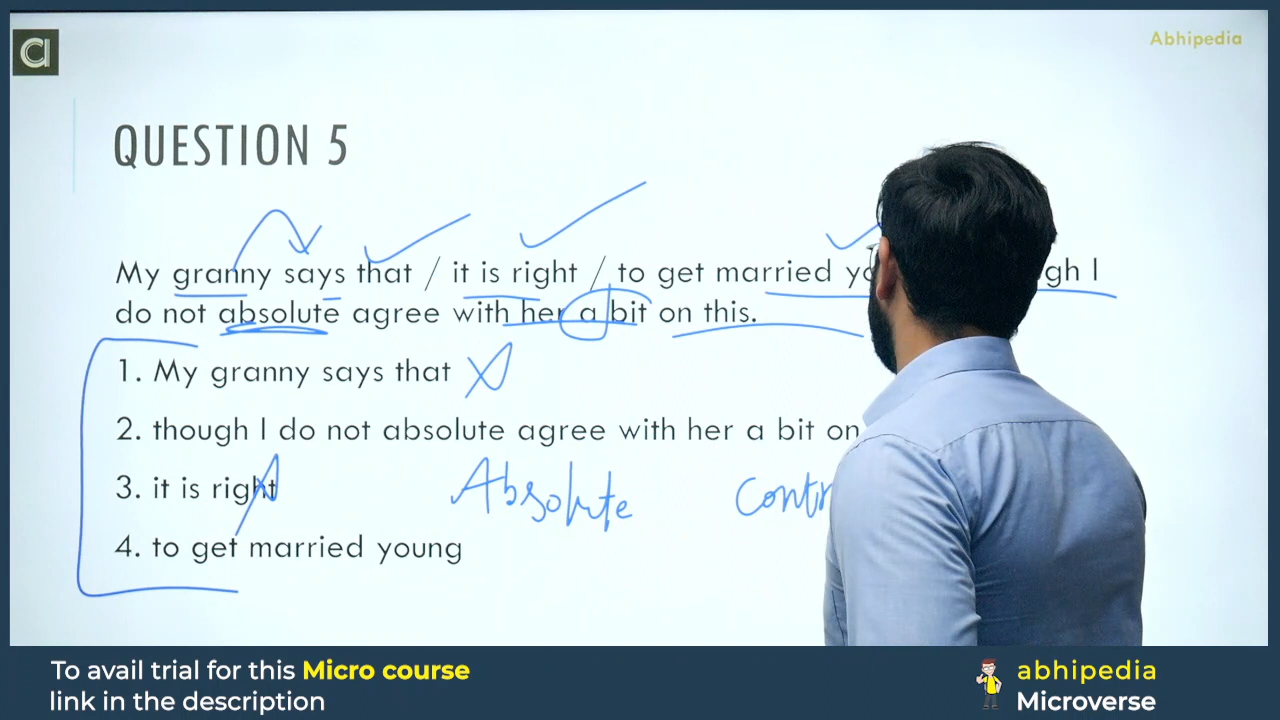 Abhipedia
QUESTION 5
My granny says that / it is right / to get married gh I
do not absolute agree with her a bit on this.
1. My granny says that
2. though I do not absolute agree with her a bit on
3. it is right
Absolute
4. to get married young
To avail trial for this Micro course
link in the description
abhipedia
Microverse